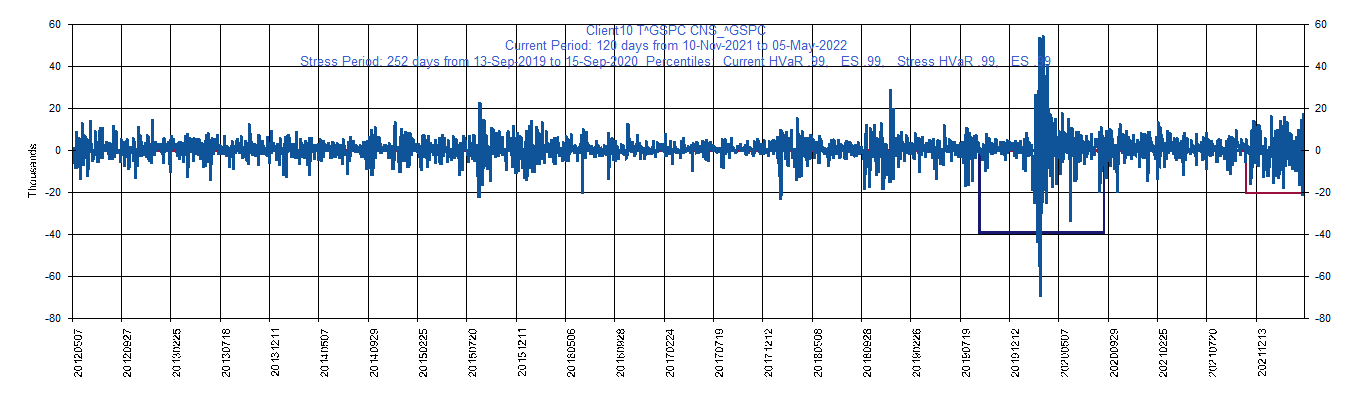 Client10 T^GSPC CNS_^GSPC
Current Period: 120 days from 10-Nov-2021 to 05-May-2022
Stress Period: 252 days from 13-Sep-2019 to 15-Sep-2020 Percentiles: Current HVaR .99, ES .99, Stress HVaR .99, ES .99
60 60
40 40
20 20
0 0
-20 -20
-40 -40
-60 -60
-80 -80
Thousands
20120507 20120927 20130225 20130718 20131211 20140507 20140929 20150225 20150720 20151211 20160506 20160928 20170224 20170719 20171212 20180508 20180928 20190226 20190719 20191212 20200507 20200929 20210225 20210720 20211213